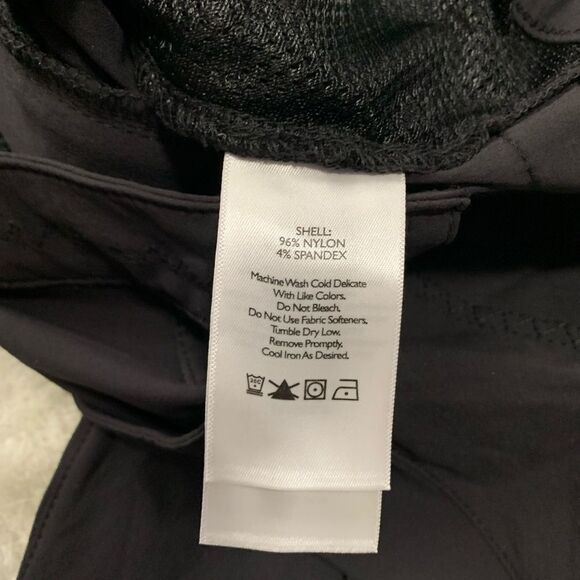 SHELL:
96% NYLON
4% SPANDEX
Machine Wash Cold Delicate
With Like Colors.
Do Not Bleach.
Do Not Use Fabric Softeners.
Tumble Dry Low.
Remove Promptly.
Cool Iron As Desired.